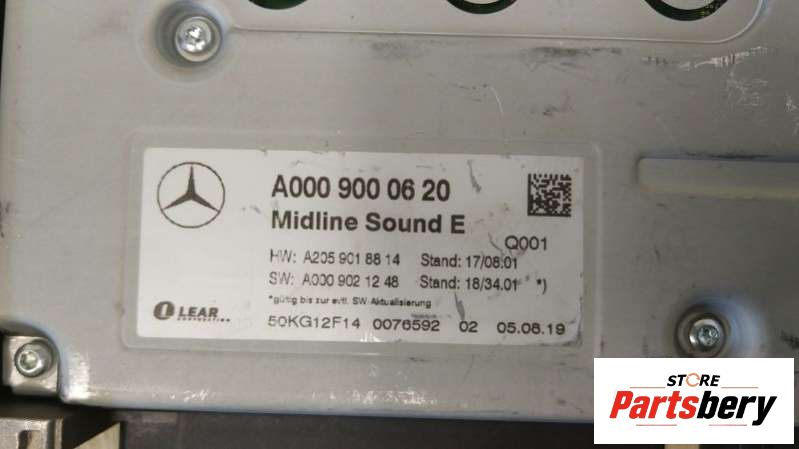 A000 900 06 20
Midline Sound E
Q001
HW: A205 901 88 14 Stand: 17/08.01
SW: A000 902 12 48 Stand: 18/34.01 *)
*gültig bis zur evtl. SW-Aktualisierung
LEAR
CORPORATION
50KG12F14 0076592 02 05.08.19
STORE
Partsbery